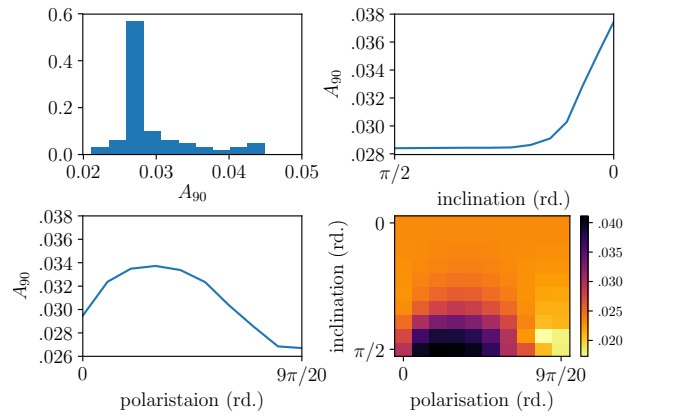 0.6
0.4
0.2
0.0
0.02 0.03 0.04 0.05
A90
A90
.038
.036
.034
.032
.030
.028
π/2 0
inclination (rd.)
A90
.038
.036
.034
.032
.030
.028
.026
0 9π/20
polaristaion (rd.)
inclination (rd.)
0
π/2
0 9π/20
polarisation (rd.)
.040
.035
.030
.025
.020